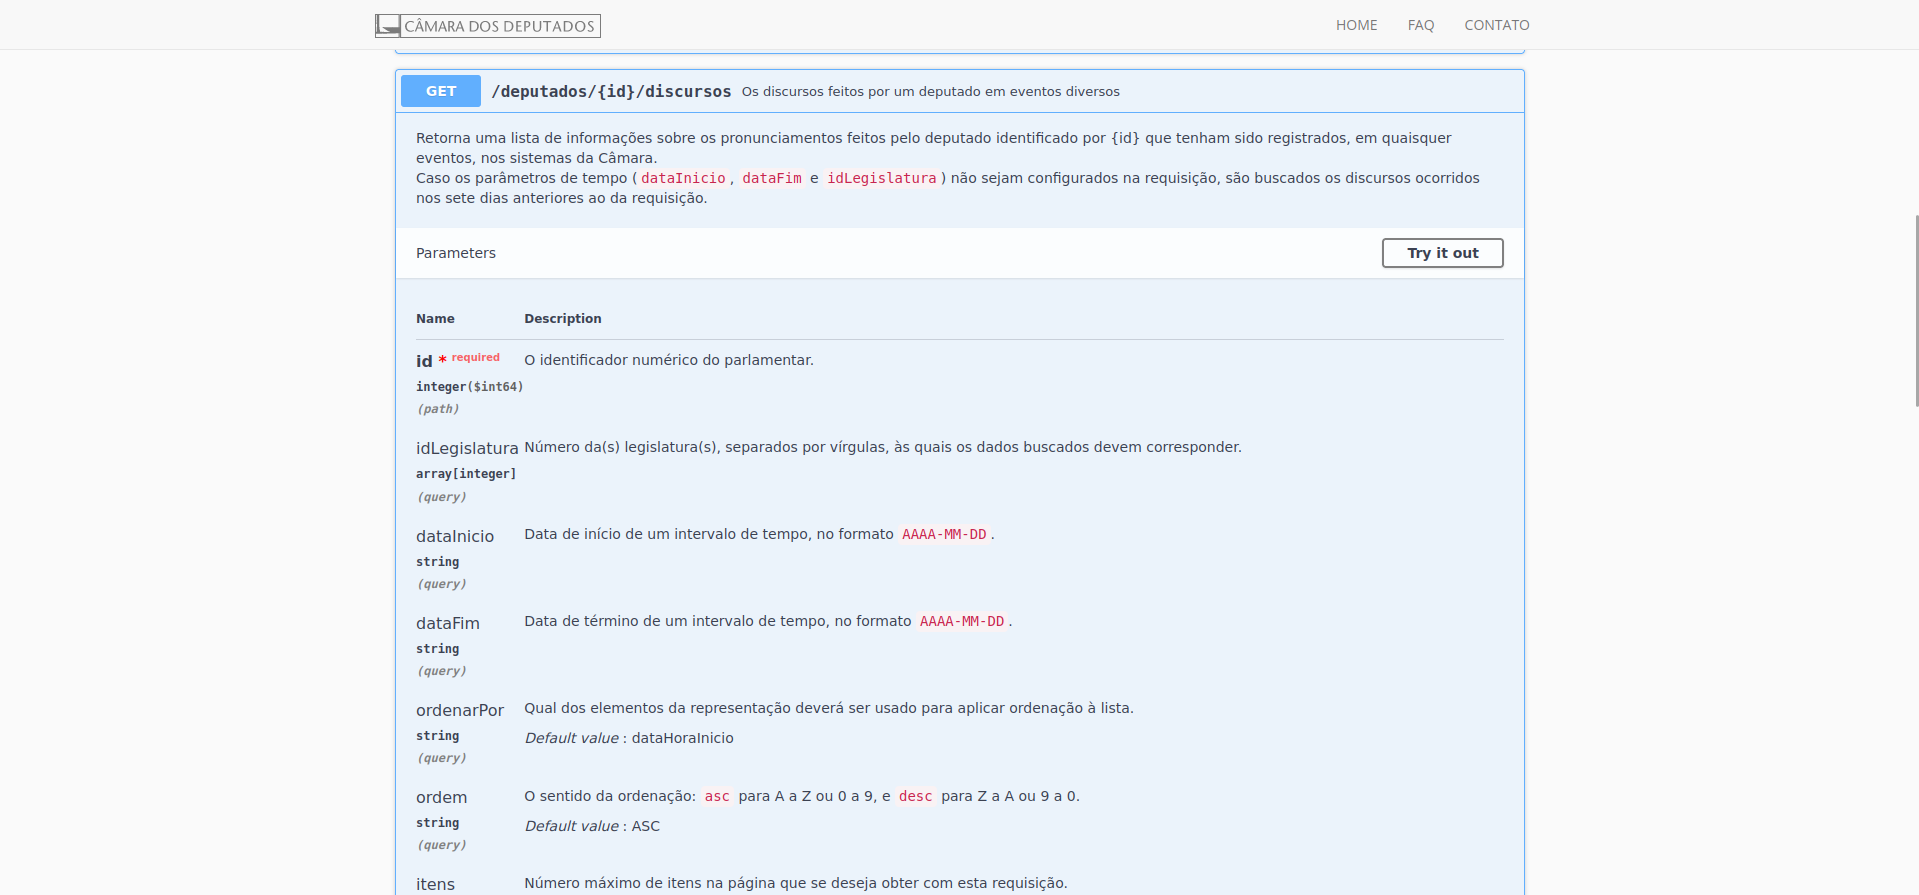 CÂMARA DOS DEPUTADOS HOME FAQ CONTATO
GET /deputados/{id}/discursos Os discursos feitos por um deputado em eventos diversos
Retorna uma lista de informações sobre os pronunciamentos feitos pelo deputado identificado por {id} que tenham sido registrados, em quaisquer
eventos, nos sistemas da Câmara.
Caso os parâmetros de tempo ( dataInicio , dataFim e idLegislatura ) não sejam configurados na requisição, são buscados os discursos ocorridos
nos sete dias anteriores ao da requisição.
Parameters Try it out
Name Description
id * required O identificador numérico do parlamentar.
integer($int64)
(path)
idLegislatura Número da(s) legislatura(s), separados por vírgulas, às quais os dados buscados devem corresponder.
array[integer]
(query)
dataInicio Data de início de um intervalo de tempo, no formato AAAA-MM-DD .
string
(query)
dataFim Data de término de um intervalo de tempo, no formato AAAA-MM-DD .
string
(query)
ordenarPor Qual dos elementos da representação deverá ser usado para aplicar ordenação à lista.
string Default value : dataHoraInicio
(query)
ordem O sentido da ordenação: asc para A a Z ou 0 a 9, e desc para Z a A ou 9 a 0.
string Default value : ASC
(query)
itens Número máximo de itens na página que se deseja obter com esta requisição.